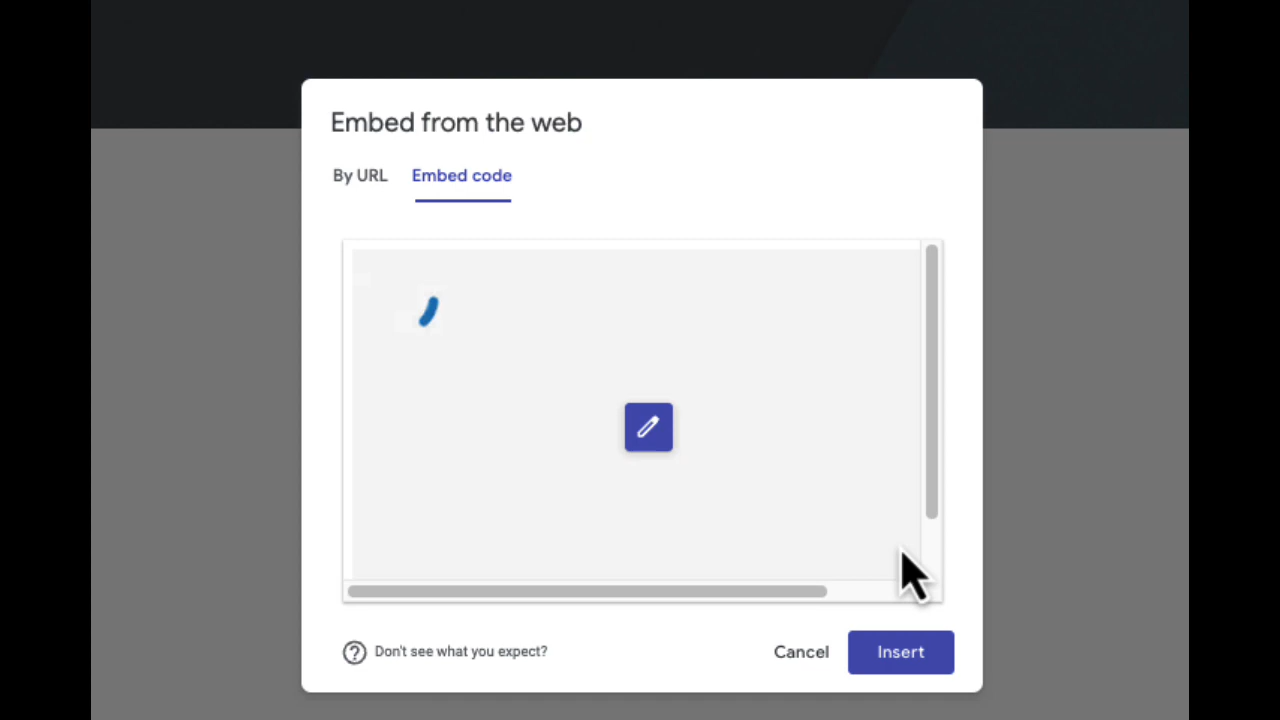 Embed from the web
By URL Embed code
Don't see what you expect? Cancel Insert